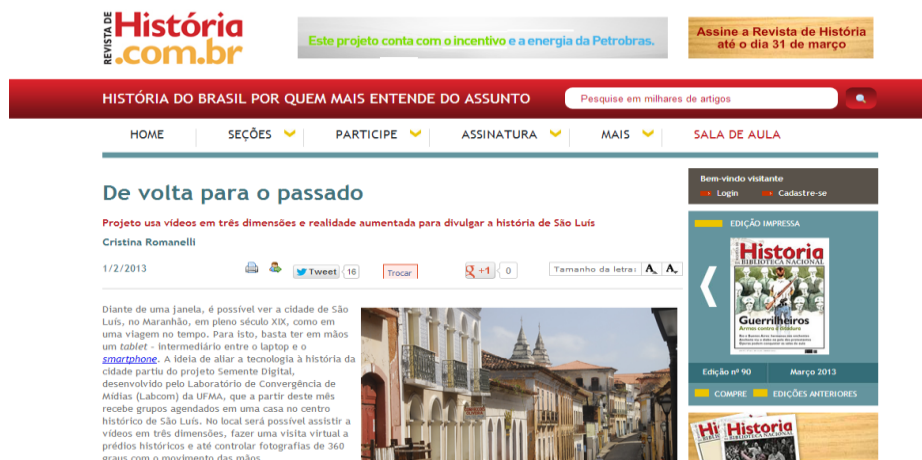 REVISTA DE
História
.com.br
Este projeto conta com o incentivo e a energia da Petrobras.
Assine a Revista de História
até o dia 31 de março
HISTÓRIA DO BRASIL POR QUEM MAIS ENTENDE DO ASSUNTO
Pesquise em milhares de artigos
HOME
SEÇÕES
PARTICIPE
ASSINATURA
MAIS
SALA DE AULA
De volta para o passado
Projeto usa vídeos em três dimensões e realidade aumentada para divulgar a história de São Luís
Cristina Romanelli
1/2/2013
Tweet
16
Trocar
+1
0
Tamanho da letra:
A
A
Diante de uma janela, é possível ver a cidade de São
Luís, no Maranhão, em pleno século XIX, como em
uma viagem no tempo. Para isto, basta ter em mãos
um tablet - intermediário entre o laptop e o
smartphone. A ideia de aliar a tecnologia à história da
cidade partiu do projeto Semente Digital,
desenvolvido pelo Laboratório de Convergência de
Mídias (Labcom) da UFMA, que a partir deste mês
recebe grupos agendados em uma casa no centro
histórico de São Luís. No local será possível assistir a
vídeos em três dimensões, fazer uma visita virtual a
prédios históricos e até controlar fotografias de 360
graus com o movimento das mãos.
Bem-vindo visitante
Login
Cadastre-se
EDIÇÃO IMPRESSA
História
BIBLIOTECA NACIONAL
Guerrilheiros
Armas contra a ditadura
Edição nº 90
Março 2013
COMPRE
EDIÇÕES ANTERIORES
História
BIBLIOTECA NACIONAL